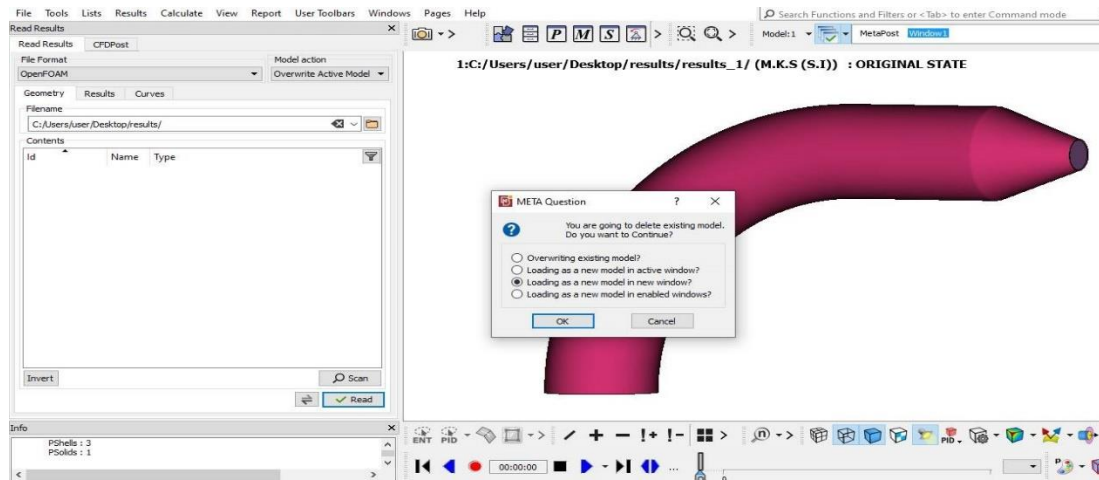 File Tools Lists Results Calculate View Report User Toolbars Windows Pages Help
Search Functions and Filters or <Tab> to enter Command mode
Read Results
Model:1 MetaPost Window1
Read Results CFDPost
File Format Model action
OpenFOAM Overwrite Active Model
1:C:/Users/user/Desktop/results/results_1/ (M.K.S (S.I)) : ORIGINAL STATE
Geometry Results Curves
Filename
C:/Users/user/Desktop/results/
Contents
Id Name Type
META Question
You are going to delete existing model.
Do you want to Continue?
Overwriting existing model?
Loading as a new model in active window?
Loading as a new model in new window?
Loading as a new model in enabled windows?
OK Cancel
Invert Scan
Read
Info
PShells : 3
PSolids : 1
ENT PID
PID.
00:00:00
0